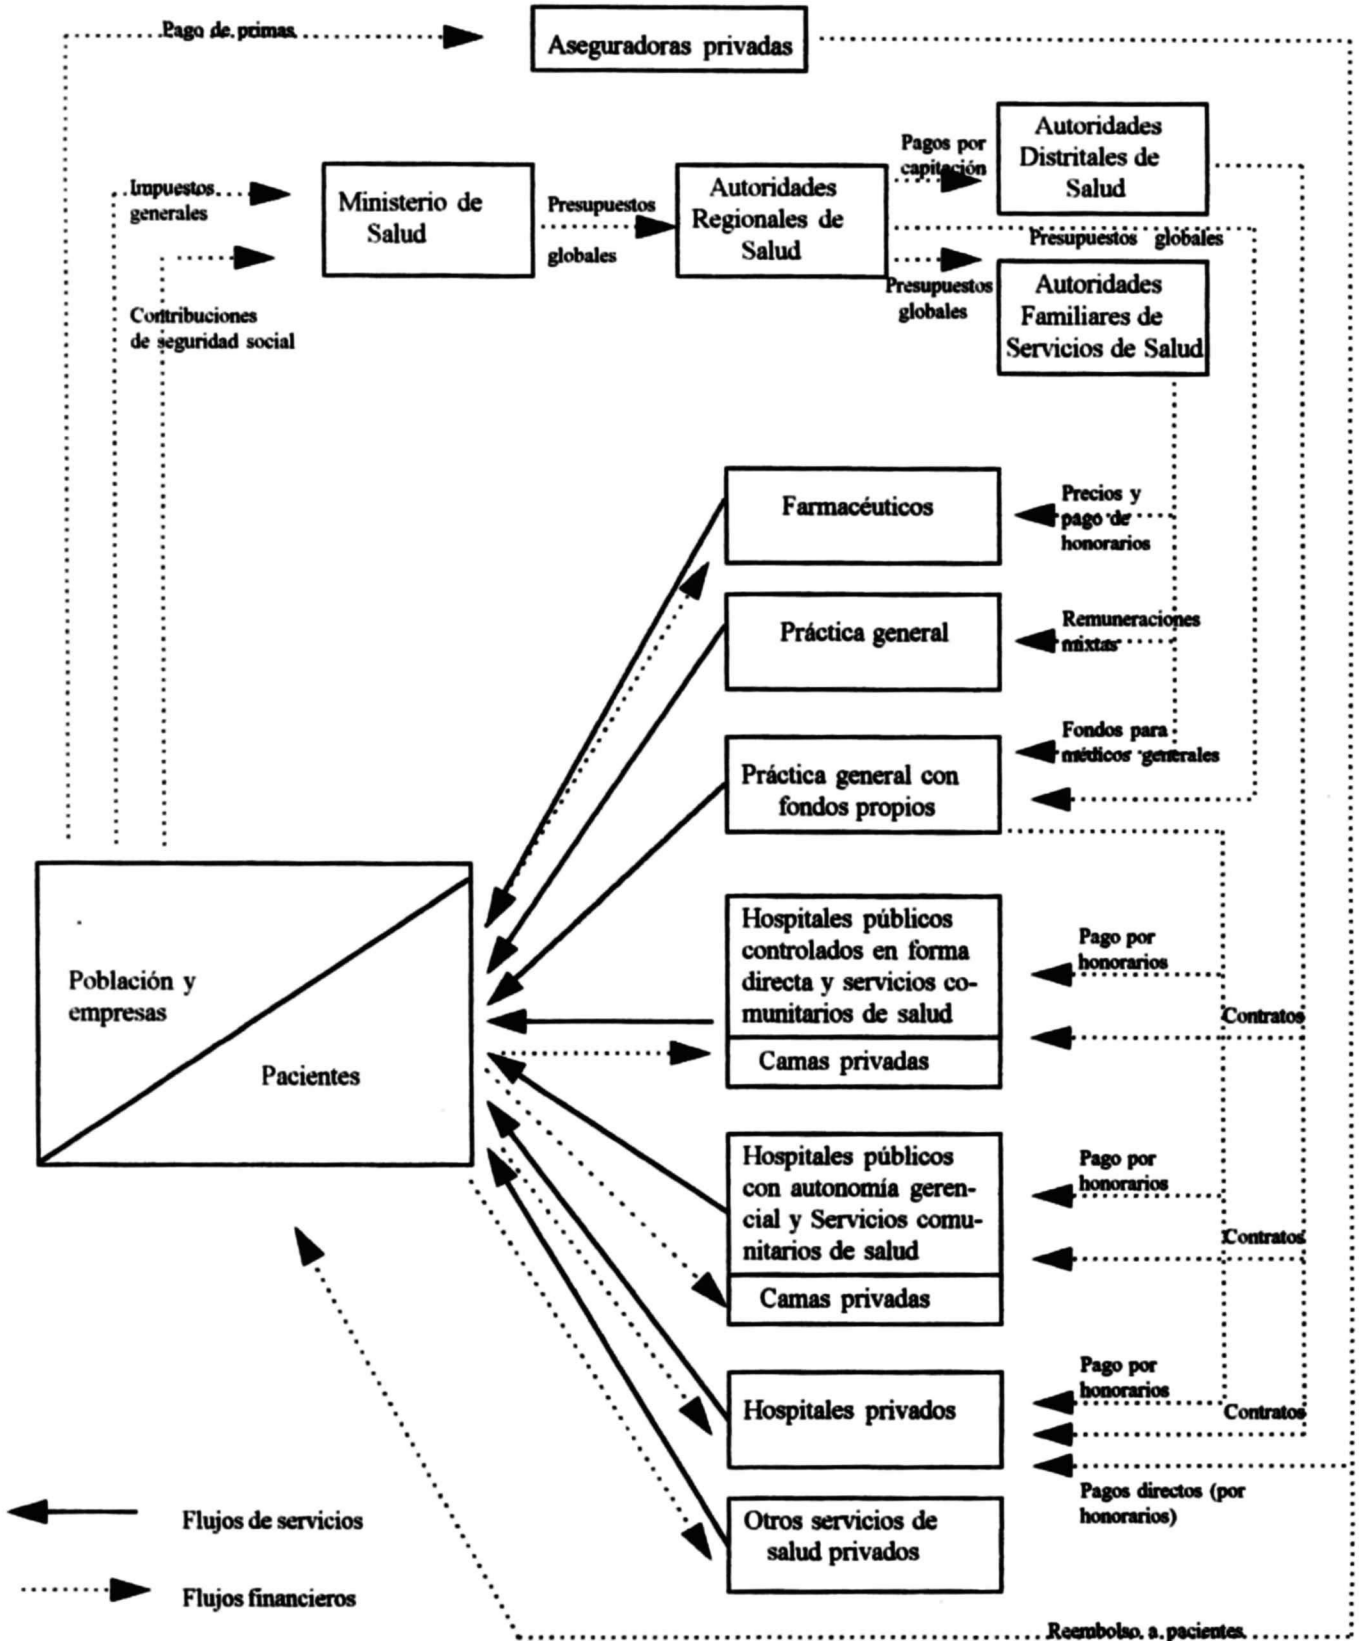 Pago de primas
Aseguradoras privadas
Impuestos
generales
Contribuciones
de seguridad social
Ministerio de
Salud
Presupuestos
globales
Autoridades
Regionales de
Salud
Pagos por
capitación
Autoridades
Distritales de
Salud
Presupuestos globales
Presupuestos
globales
Autoridades
Familiares de
Servicios de Salud
Farmacéuticos
Precios y
pago de
honorarios
Práctica general
Remuneraciones
mixtas
Práctica general con
fondos propios
Fondos para
médicos generales
Población y
empresas
Pacientes
Hospitales públicos
controlados en forma
directa y servicios co-
munitarios de salud
Camas privadas
Pago por
honorarios
Contratos
Hospitales públicos
con autonomía geren-
cial y Servicios comu-
nitarios de salud
Camas privadas
Pago por
honorarios
Contratos
Hospitales privados
Pago por
honorarios
Contratos
Pagos directos (por
honorarios)
Otros servicios de
salud privados
Flujos de servicios
Flujos financieros
Reembolso a pacientes